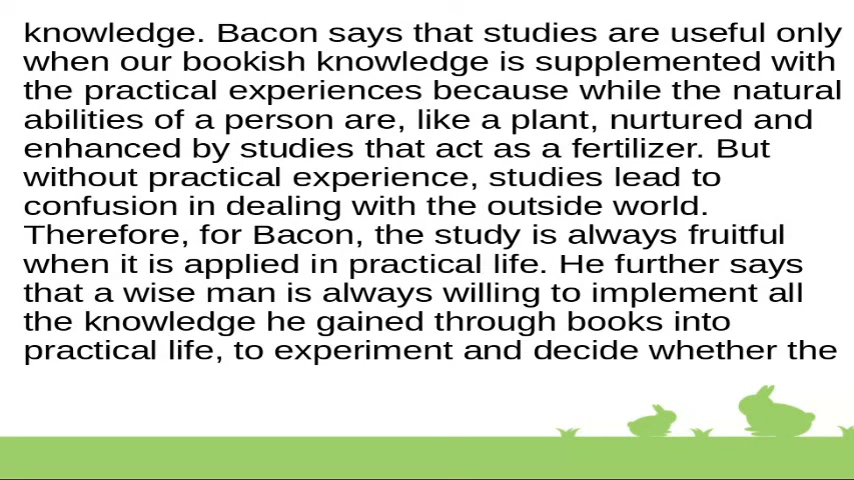 knowledge. Bacon says that studies are useful only
when our bookish knowledge is supplemented with
the practical experiences because while the natural
abilities of a person are, like a plant, nurtured and
enhanced by studies that act as a fertilizer. But
without practical experience, studies lead to
confusion in dealing with the outside world.
Therefore, for Bacon, the study is always fruitful
when it is applied in practical life. He further says
that a wise man is always willing to implement all
the knowledge he gained through books into
practical life, to experiment and decide whether the